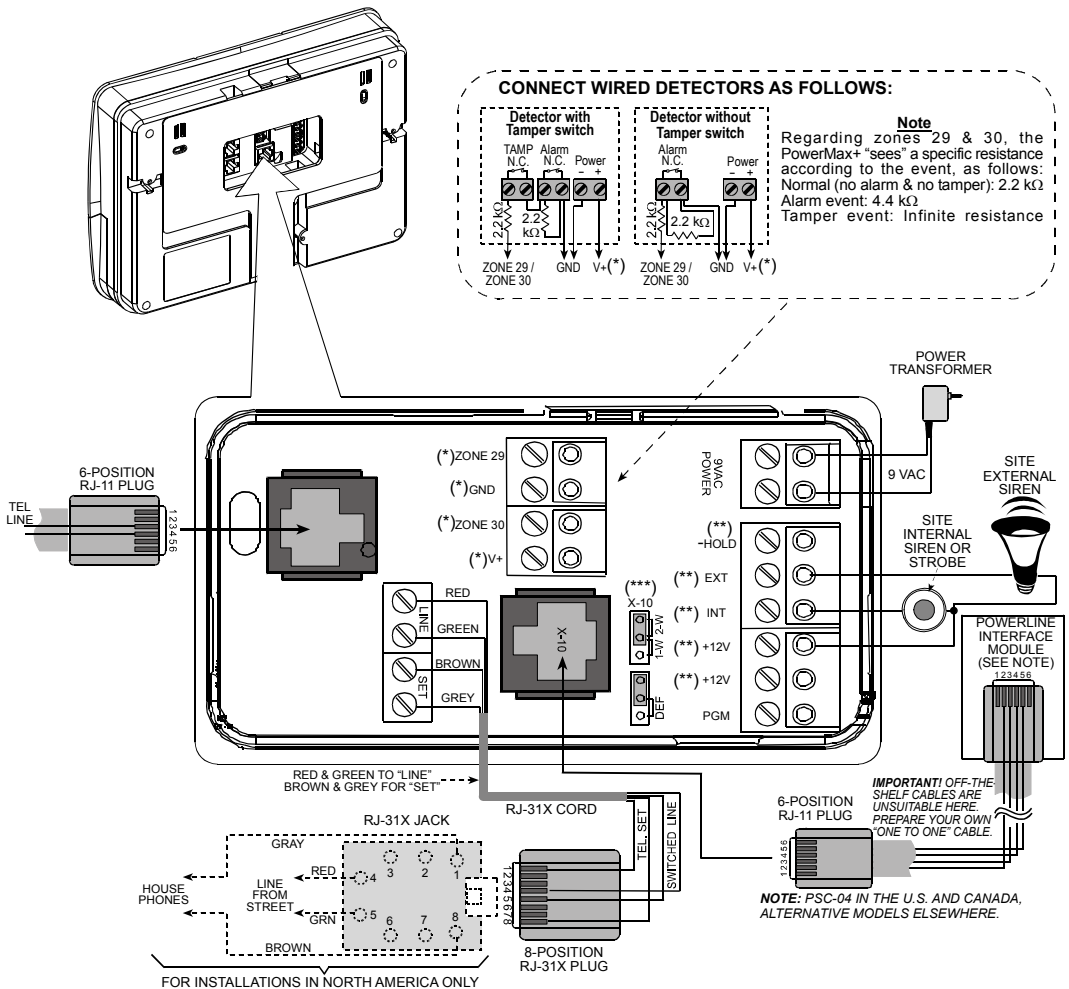 CONNECT WIRED DETECTORS AS FOLLOWS:
Detector with
Tamper switch
TAMP Alarm
N.C. N.C. Power
– +
2.2 kΩ
2.2
kΩ
ZONE 29 /
ZONE 30
GND
V+(*)
Detector without
Tamper switch
Alarm
N.C.
Power
– +
2.2 kΩ
2.2 kΩ
ZONE 29 /
ZONE 30
GND
V+(*)
Note
Regarding zones 29 & 30, the
PowerMax+ “sees” a specific resistance
according to the event, as follows:
Normal (no alarm & no tamper): 2.2 kΩ
Alarm event: 4.4 kΩ
Tamper event: Infinite resistance
POWER
TRANSFORMER
6-POSITION
RJ-11 PLUG
TEL
LINE
1 2 3 4 5 6
(*)ZONE 29
(*)GND
(*)ZONE 30
(*)V+
9VAC
POWER
9 VAC
(**)
-HOLD
(**) EXT
(**) INT
(**) +12V
(**) +12V
PGM
SITE
EXTERNAL
SIREN
SITE
INTERNAL
SIREN OR
STROBE
RED
GREEN
BROWN
GREY
LINE
SET
X-10
(***)
X-10
1-W 2-W
DEF
POWERLINE
INTERFACE
MODULE
(SEE NOTE)
123456
RED & GREEN TO “LINE”
BROWN & GREY FOR “SET”
RJ-31X CORD
IMPORTANT! OFF-THE-
SHELF CABLES ARE
UNSUITABLE HERE.
PREPARE YOUR OWN
“ONE TO ONE” CABLE.
6-POSITION
RJ-11 PLUG
123456
NOTE: PSC-04 IN THE U.S. AND CANADA,
ALTERNATIVE MODELS ELSEWHERE.
RJ-31X JACK
GRAY
RED
HOUSE
PHONES
LINE
FROM
STREET
GRN
BROWN
3 2 1
4
5
6 7 8
TEL. SET
SWITCHED LINE
12345678
8-POSITION
RJ-31X PLUG
FOR INSTALLATIONS IN NORTH AMERICA ONLY